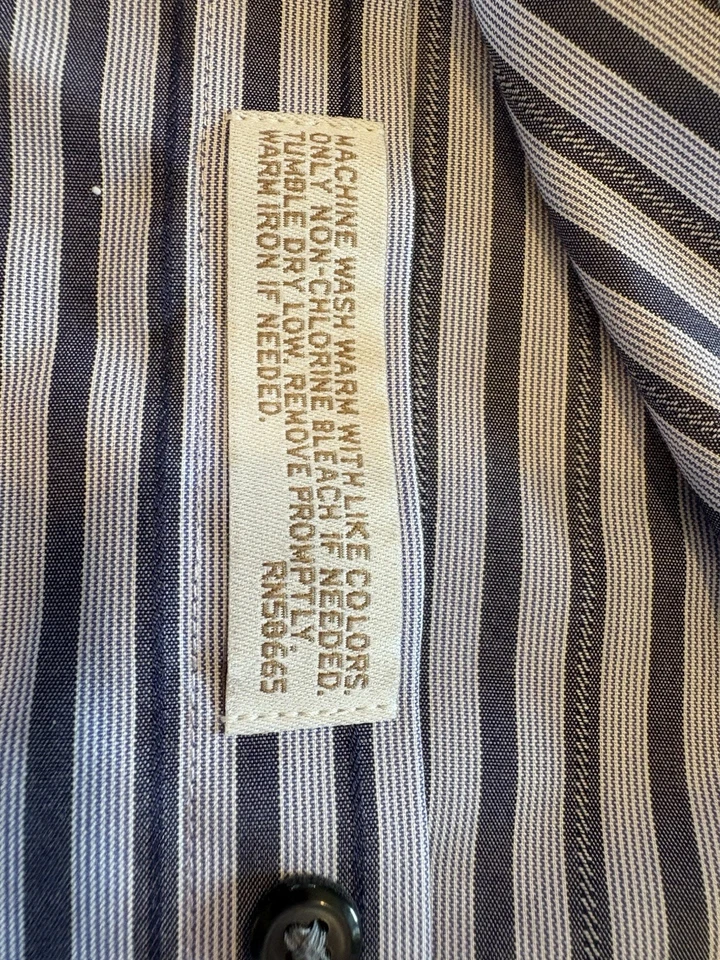 MACHINE WASH WARM WITH LIKE COLORS.
ONLY NON-CHLORINE BLEACH IF NEEDED.
TUMBLE DRY LOW, REMOVE PROMPTLY.
WARM IRON IF NEEDED. RN50665